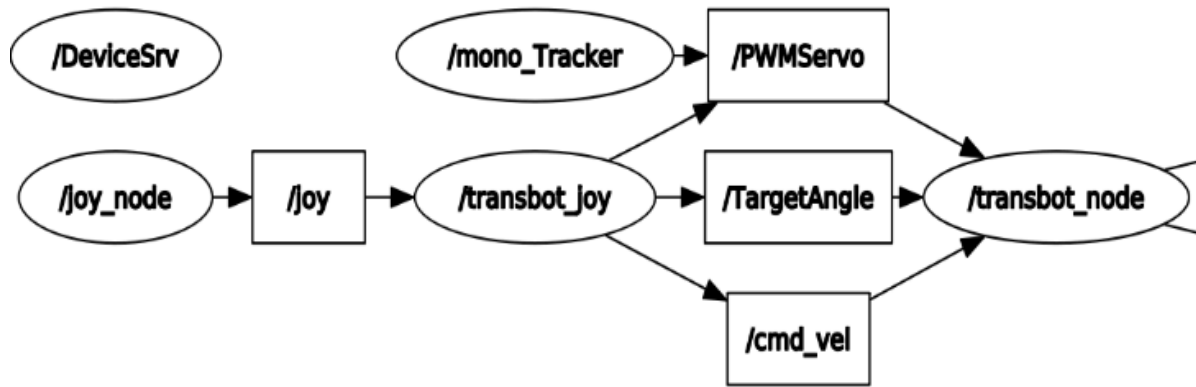 /DeviceSrv
/mono_Tracker
/PWMServo
/joy_node
/joy
/transbot_joy
/TargetAngle
/transbot_node
/cmd_vel